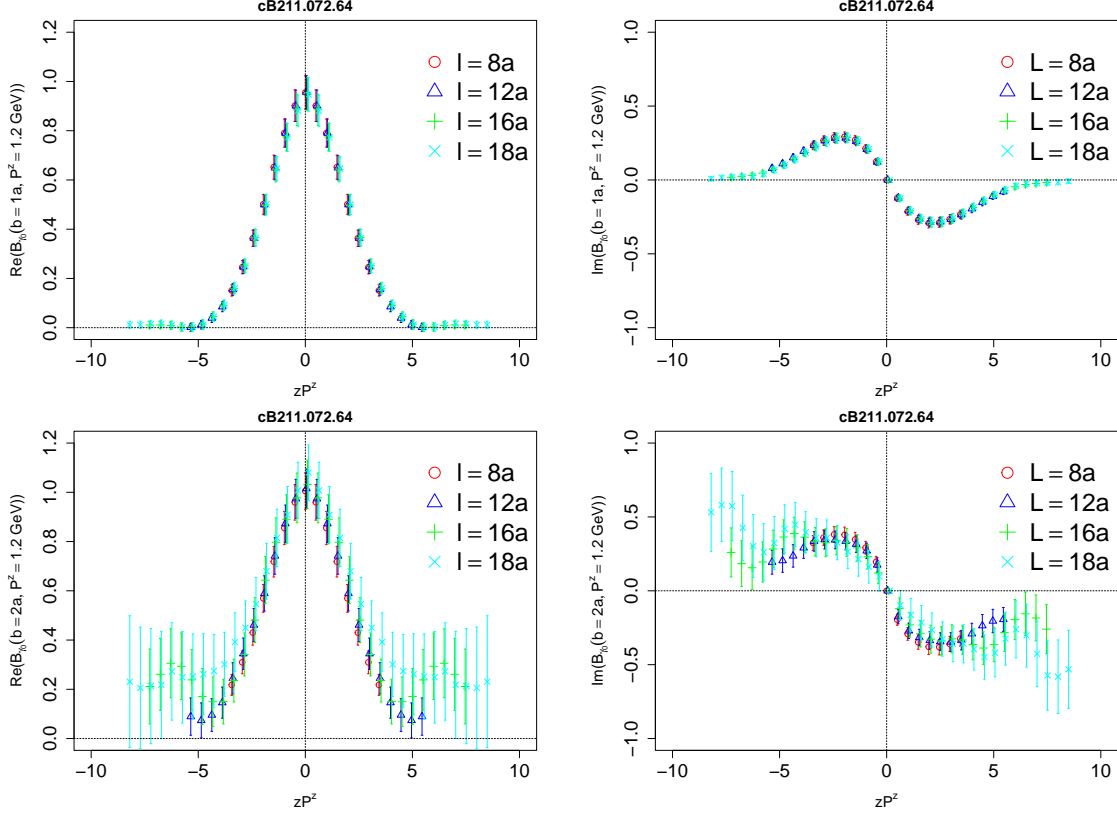 cB211.072.64
Re(B_{γ_0}(b = 1a, P^z = 1.2 GeV))
0.0 0.2 0.4 0.6 0.8 1.0 1.2
l = 8a
l = 12a
l = 16a
l = 18a
−10 −5 0 5 10
zP^z
cB211.072.64
Im(B_{γ_0}(b = 1a, P^z = 1.2 GeV))
−1.0 −0.5 0.0 0.5 1.0
L = 8a
L = 12a
L = 16a
L = 18a
−10 −5 0 5 10
zP^z
cB211.072.64
Re(B_{γ_0}(b = 2a, P^z = 1.2 GeV))
0.0 0.2 0.4 0.6 0.8 1.0 1.2
l = 8a
l = 12a
l = 16a
l = 18a
−10 −5 0 5 10
zP^z
cB211.072.64
Im(B_{γ_0}(b = 2a, P^z = 1.2 GeV))
−1.0 −0.5 0.0 0.5 1.0
L = 8a
L = 12a
L = 16a
L = 18a
−10 −5 0 5 10
zP^z